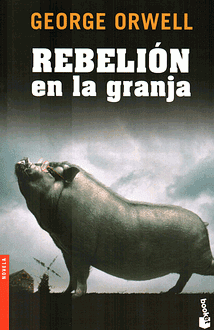 GEORGE ORWELL
REBELIÓN
en la granja
NOVELA
booket